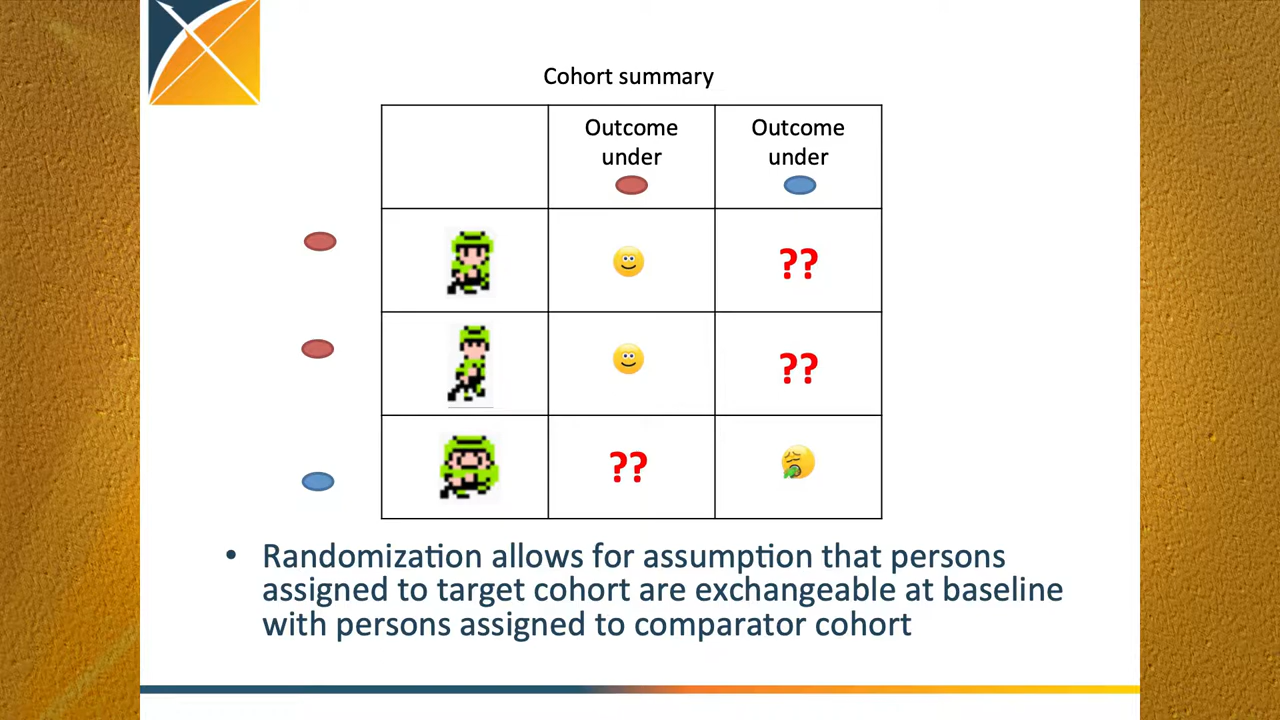 Cohort summary
Outcome
under
Outcome
under
??
??
??
• Randomization allows for assumption that persons
assigned to target cohort are exchangeable at baseline
with persons assigned to comparator cohort